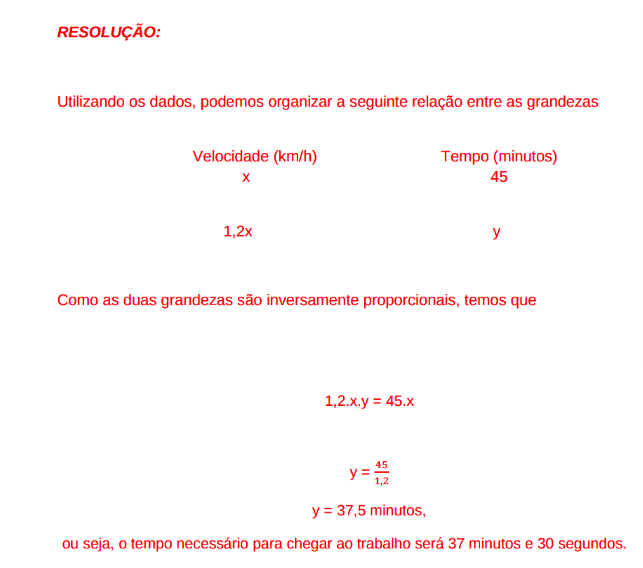 RESOLUÇÃO:
Utilizando os dados, podemos organizar a seguinte relação entre as grandezas
Velocidade (km/h) Tempo (minutos)
x 45
1,2x y
Como as duas grandezas são inversamente proporcionais, temos que
1,2.x.y = 45.x
y = 45/1,2
y = 37,5 minutos,
ou seja, o tempo necessário para chegar ao trabalho será 37 minutos e 30 segundos.